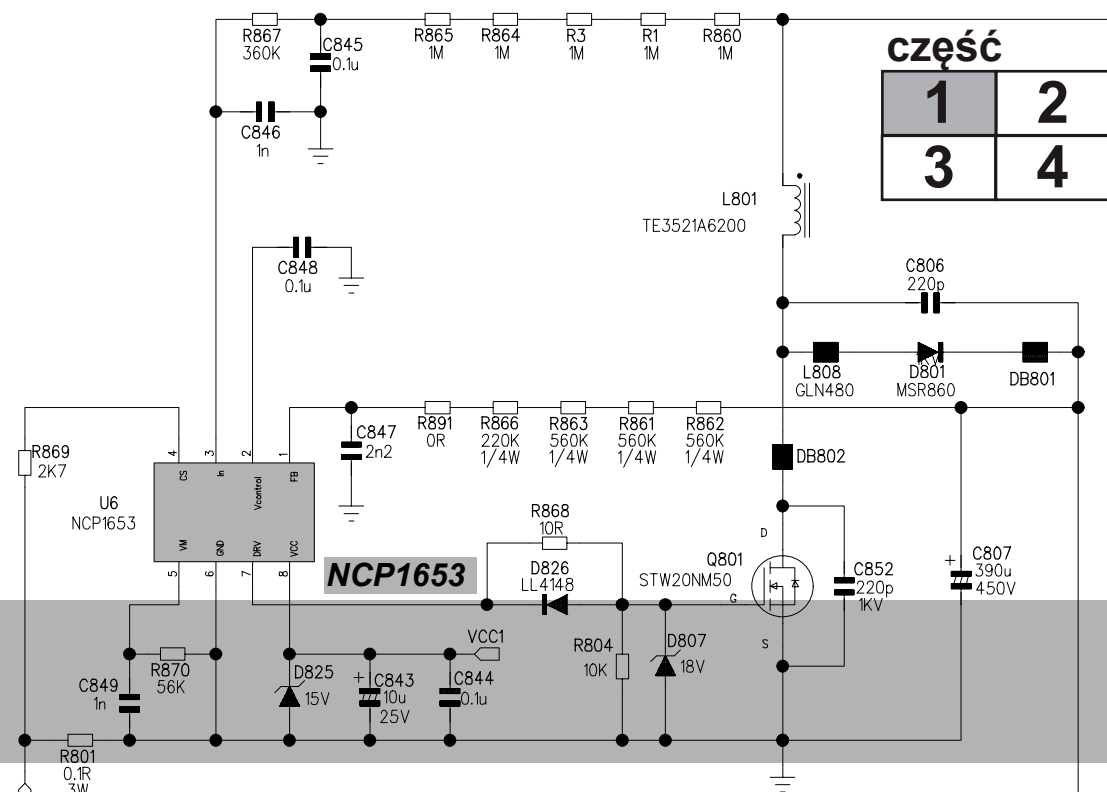 R867
360K
C845
0.1u
R865
1M
R864
1M
R3
1M
R1
1M
R860
1M
część
1 2
3 4
C846
1n
L801
TE3521A6200
C848
0.1u
C806
220p
L808
GLN480
D801
MSR860
DB801
R869
2K7
C847
2n2
R891
0R
R866
220K
1/4W
R863
560K
1/4W
R861
560K
1/4W
R862
560K
1/4W
DB802
4
3
2
1
CS
In
Vcontrol
FB
U6
NCP1653
VM
GND
DRV
VCC
5
6
7
8
NCP1653
R868
10R
D826
LL4148
Q801
STW20NM50
D
G
S
C852
220p
1KV
+
C807
390u
450V
VCC1
R870
56K
C849
1n
D825
15V
+
C843
10u
25V
C844
0.1u
R804
10K
D807
18V
R801
0.1R
3W